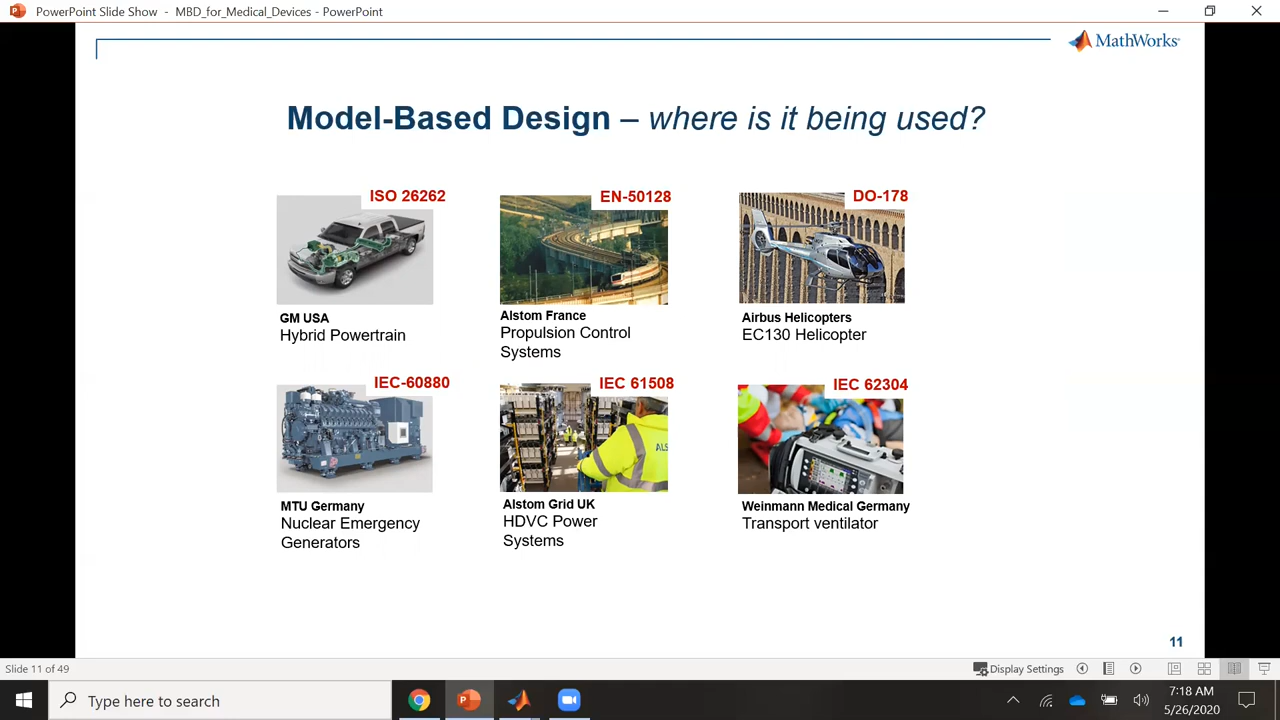 PowerPoint Slide Show - MBD_for_Medical_Devices - PowerPoint
MathWorks
Model-Based Design – where is it being used?
ISO 26262
GM USA
Hybrid Powertrain
EN-50128
Alstom France
Propulsion Control
Systems
DO-178
Airbus Helicopters
EC130 Helicopter
IEC-60880
MTU Germany
Nuclear Emergency
Generators
IEC 61508
ALS
Alstom Grid UK
HDVC Power
Systems
IEC 62304
Weinmann Medical Germany
Transport ventilator
11
Slide 11 of 49
Display Settings
Type here to search
7:18 AM
5/26/2020